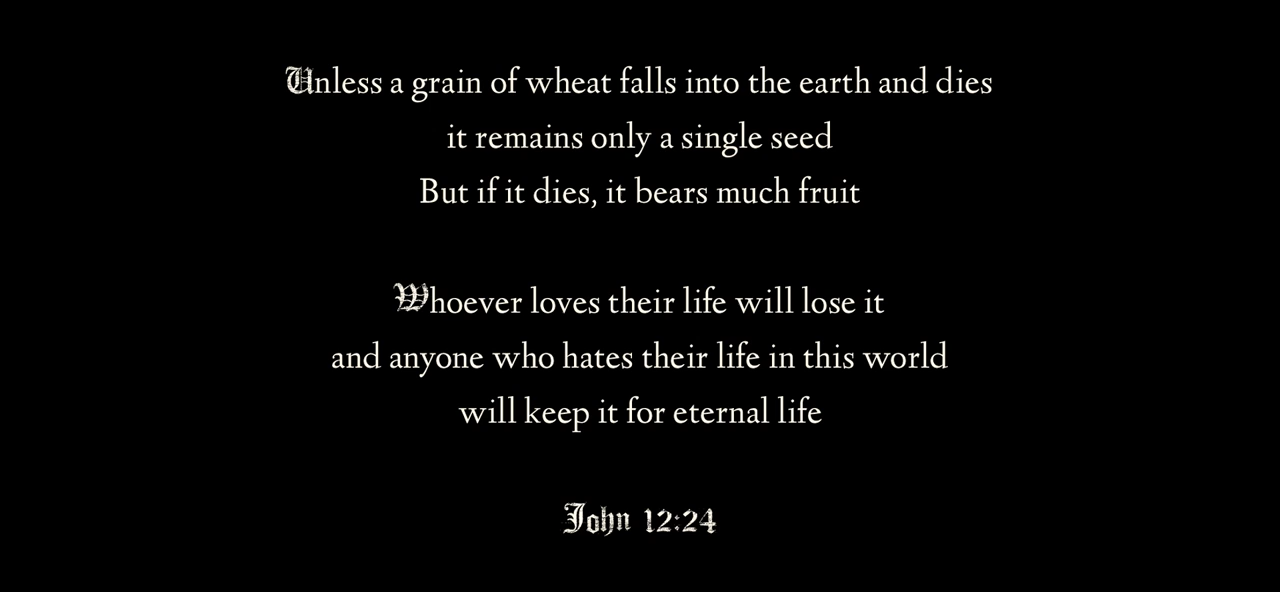 Unless a grain of wheat falls into the earth and dies
it remains only a single seed
But if it dies, it bears much fruit
Whoever loves their life will lose it
and anyone who hates their life in this world
will keep it for eternal life
John 12:24